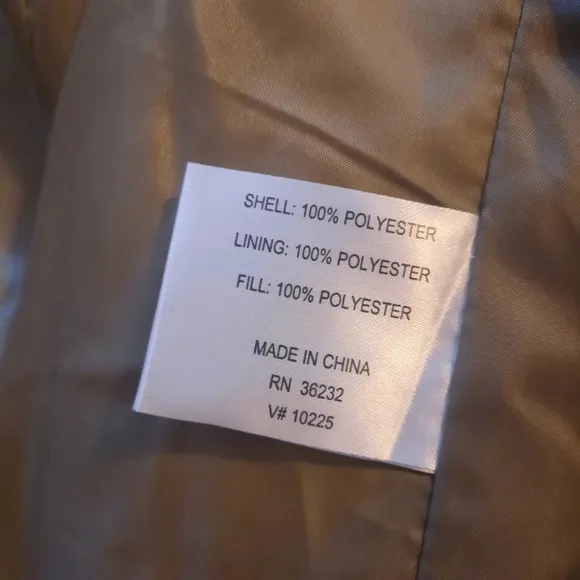 SHELL: 100% POLYESTER
LINING: 100% POLYESTER
FILL: 100% POLYESTER
MADE IN CHINA
RN 36232
V# 10225